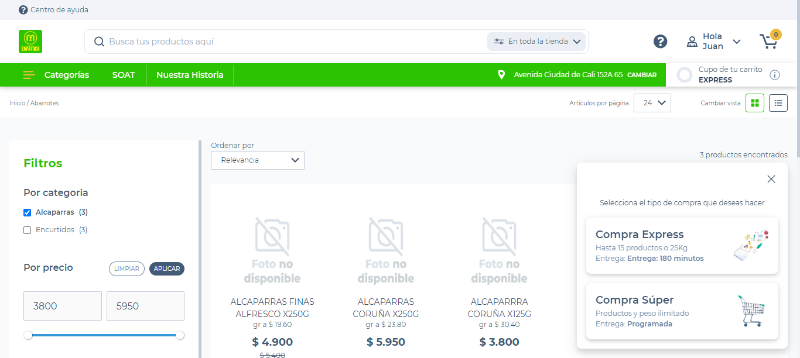 Centro de ayuda
Busca tus productos aquí
En toda la tienda
Hola
Juan
0
Categorías
SOAT
Nuestra Historia
Avenida Ciudad de Cali 152A 65 CAMBIAR
Cupo de tu carrito
EXPRESS
Inicio / Abarrotes
Artículos por página
24
Cambiar vista
Filtros
Por categoría
Alcaparras (3)
Encurtidos (3)
Por precio
LIMPIAR
APLICAR
3800
5950
Ordenar por
Relevancia
3 productos encontrados
Foto no
disponible
ALCAPARRAS FINAS
ALFRESCO X250G
gr a $ 19.60
$ 4.900
$ 5.400
Foto no
disponible
ALCAPARRAS
CORUÑA X250G
gr a $ 23.80
$ 5.950
Foto no
disponible
ALCAPARRRA
CORUÑA X125G
gr a $ 30.40
$ 3.800
Selecciona el tipo de compra que deseas hacer
Compra Express
Hasta 15 productos o 25Kg
Entrega: Entrega: 180 minutos
Compra Súper
Productos y peso ilimitado
Entrega: Programada